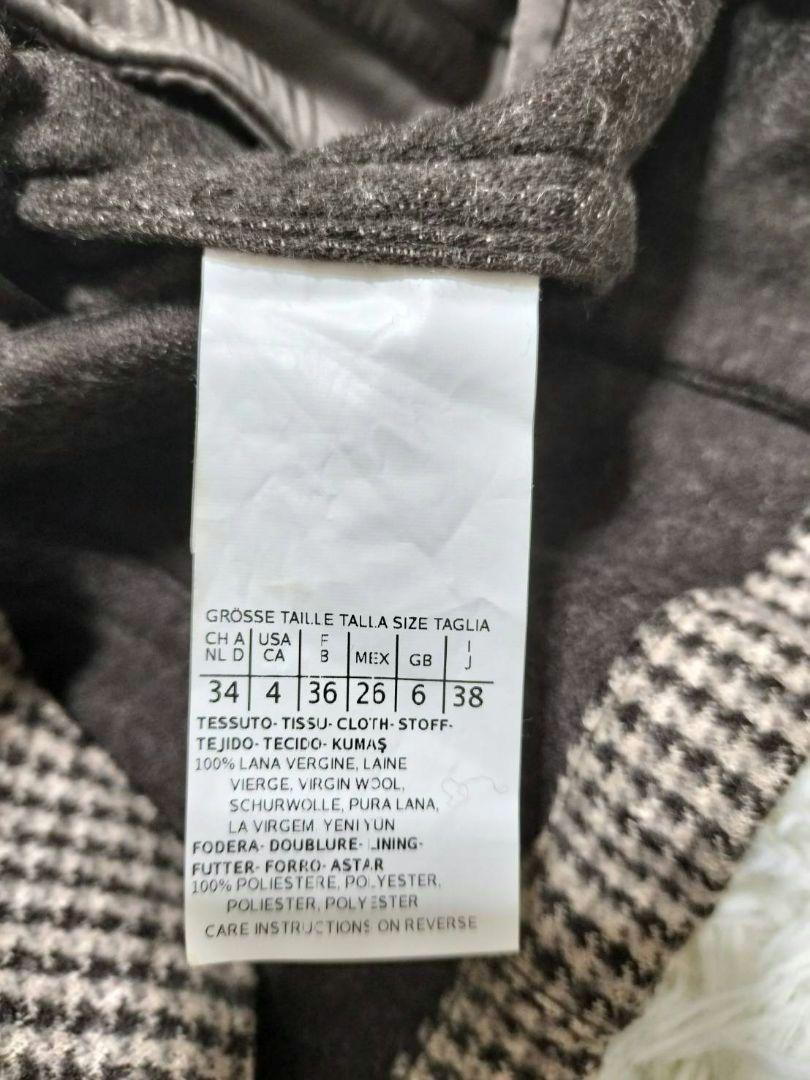 GRÖSSE TAILLE TALLA SIZE TAGLIA
CH A USA F MEX GB I
NL D CA B J
34 4 36 26 6 38
TESSUTO- TISSU- CLOTH- STOFF-
TEJIDO- TECIDO- KUMAŞ
100% LANA VERGINE, LAINE
VIERGE, VIRGIN WOOL,
SCHURWOLLE, PURA LANA,
LA VIRGEM, YENI YUN
FODERA- DOUBLURE- LINING-
FUTTER- FORRO- ASTAR
100% POLIESTERE, POLYESTER,
POLIESTER, POLYESTER
CARE INSTRUCTIONS ON REVERSE